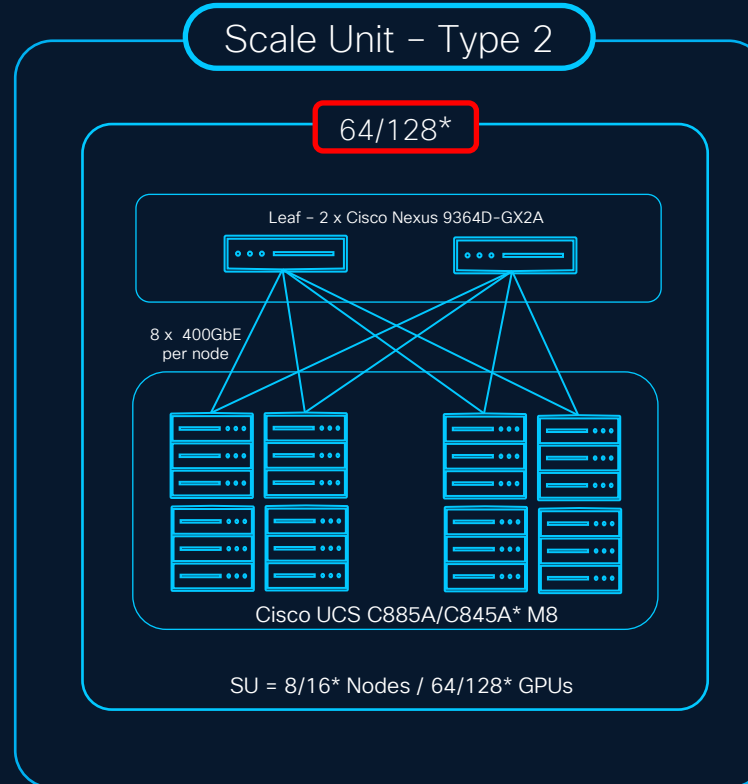 Scale Unit – Type 2
64/128*
Leaf – 2 x Cisco Nexus 9364D-GX2A
8 x  400GbE
per node
Cisco UCS C885A/C845A* M8
SU = 8/16* Nodes / 64/128* GPUs